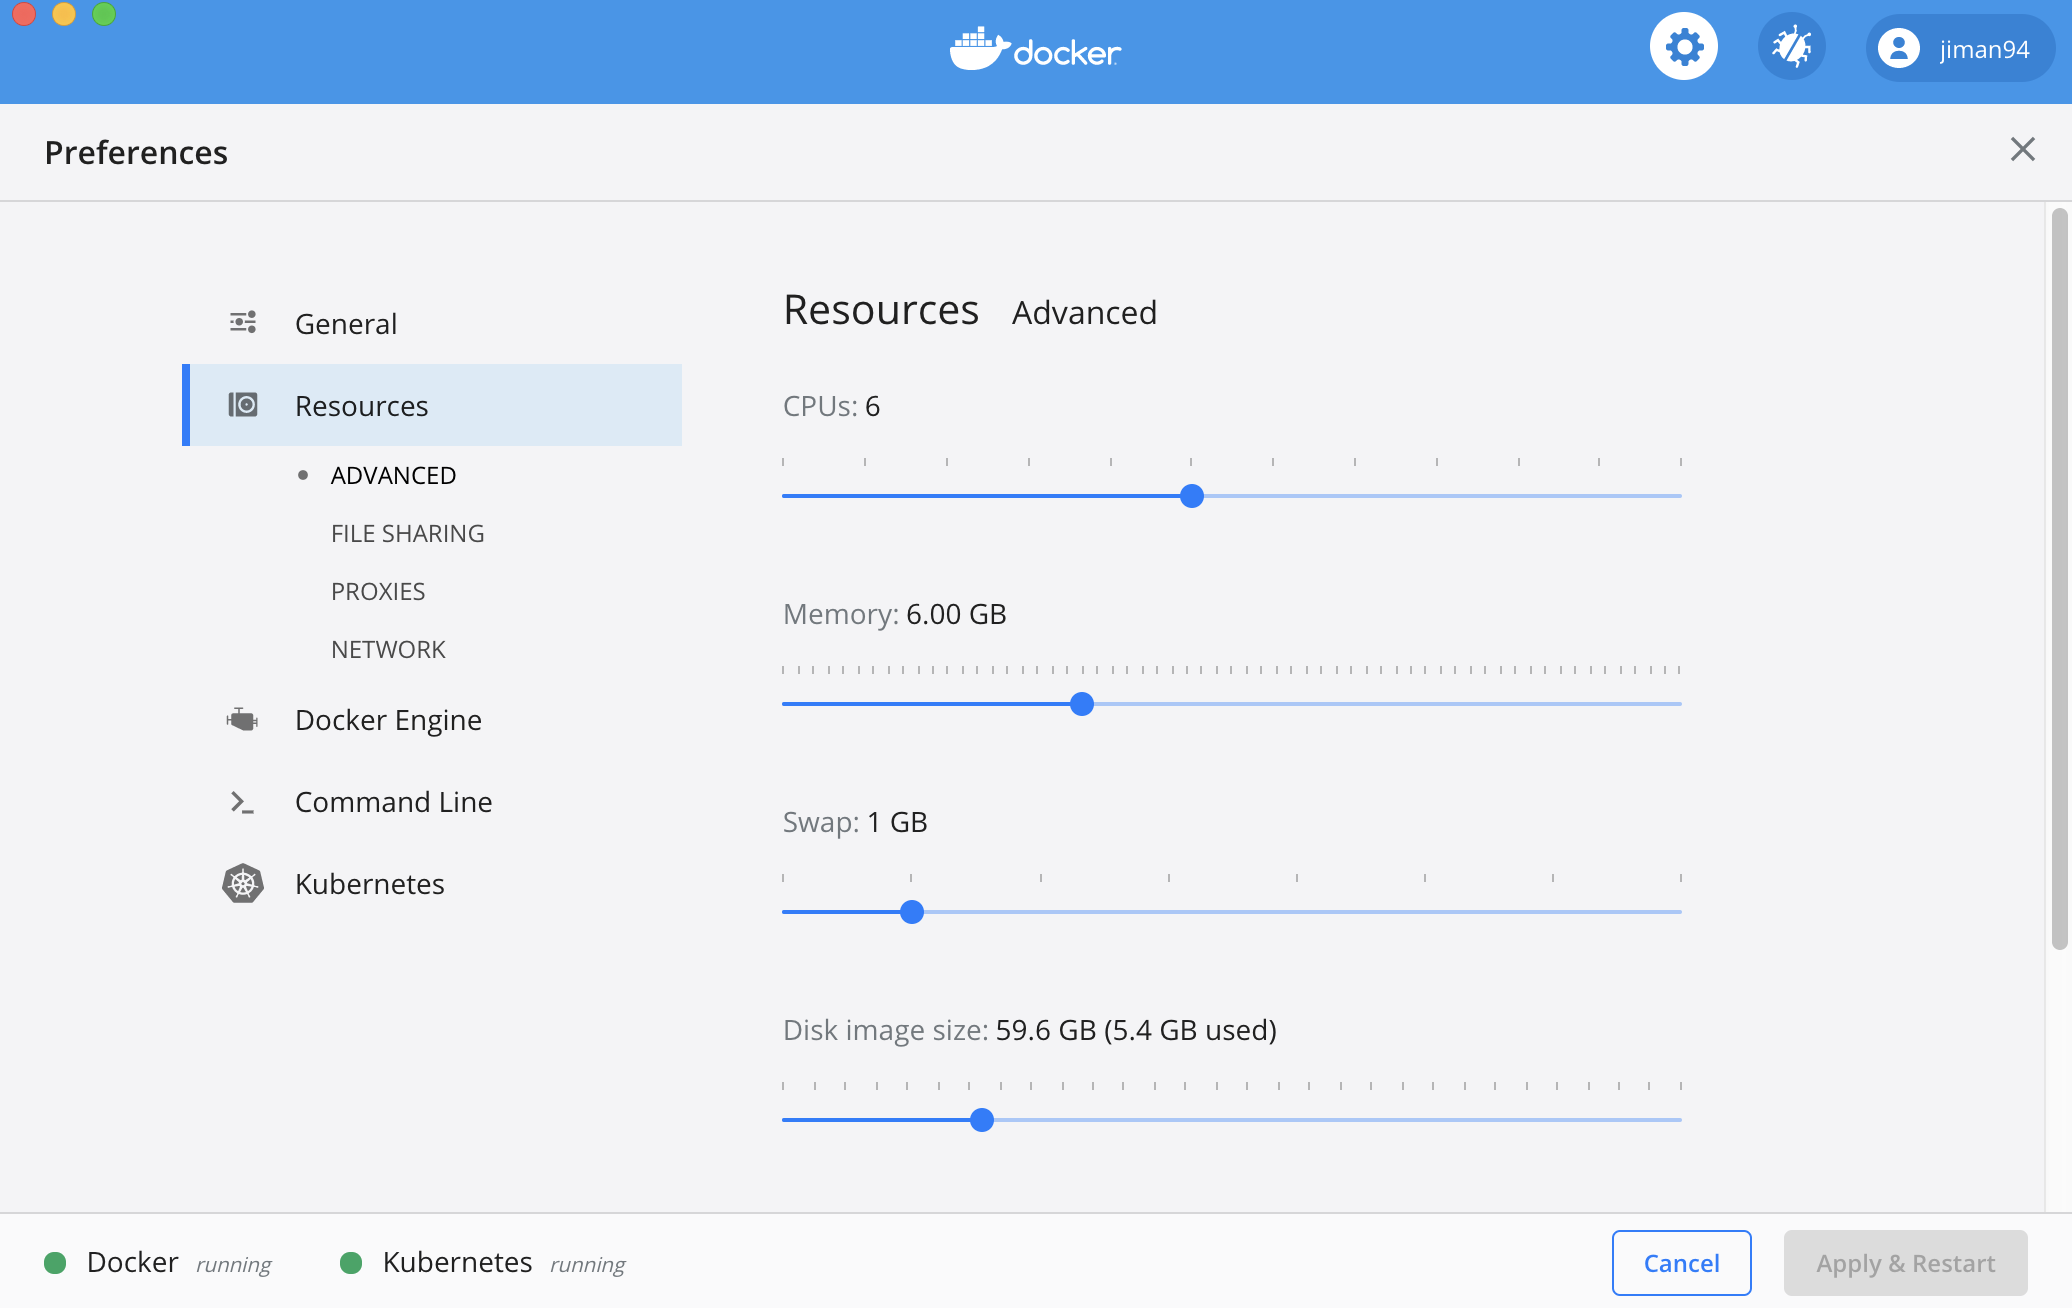 docker
jiman94
Preferences
General
Resources
ADVANCED
FILE SHARING
PROXIES
NETWORK
Docker Engine
Command Line
Kubernetes
Resources Advanced
CPUs: 6
Memory: 6.00 GB
Swap: 1 GB
Disk image size: 59.6 GB (5.4 GB used)
Docker running
Kubernetes running
Cancel
Apply & Restart